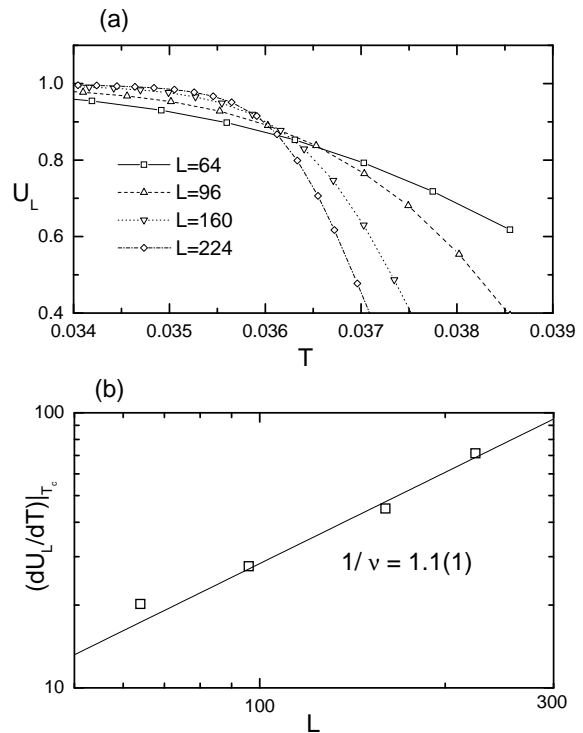 (a)
1.0
0.8
0.6
0.4
U_L
L=64
L=96
L=160
L=224
0.034 0.035 0.036 0.037 0.038 0.039
T
(b)
100
10
(dU_L/dT)|_{T_c}
1/ ν = 1.1(1)
100 300
L